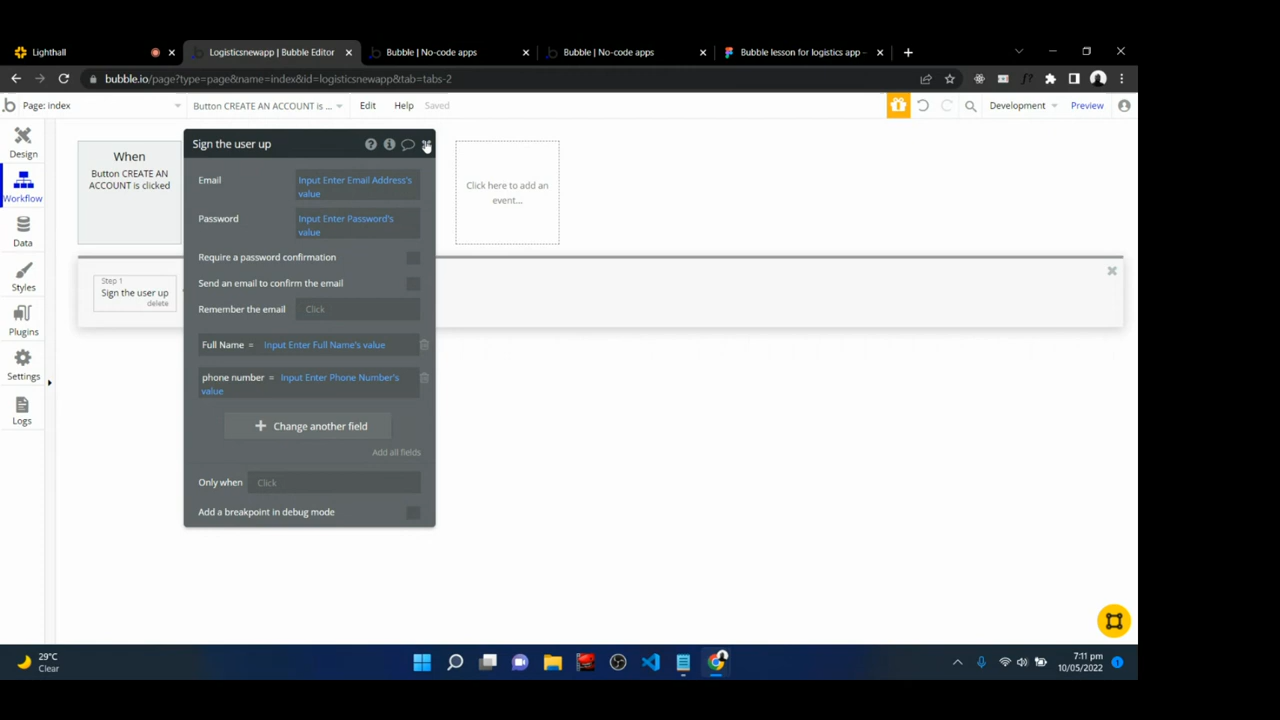 Lighthall
Logisticsnewapp | Bubble Editor
Bubble | No-code apps
Bubble | No-code apps
Bubble lesson for logistics app –
bubble.io/page?type=page&name=index&id=logisticsnewapp&tab=tabs-2
Page: index
Button CREATE AN ACCOUNT is ...
Edit
Help
Saved
Development
Preview
Design
Workflow
Data
Styles
Plugins
Settings
Logs
When
Button CREATE AN
ACCOUNT is clicked
Sign the user up
Email
Input Enter Email Address's
value
Password
Input Enter Password's
value
Require a password confirmation
Send an email to confirm the email
Remember the email
Click
Full Name =
Input Enter Full Name's value
phone number =
Input Enter Phone Number's
value
Change another field
Add all fields
Only when
Click
Add a breakpoint in debug mode
Click here to add an
event...
Step 1
Sign the user up
delete
29°C
Clear
7:11 pm
10/05/2022
1